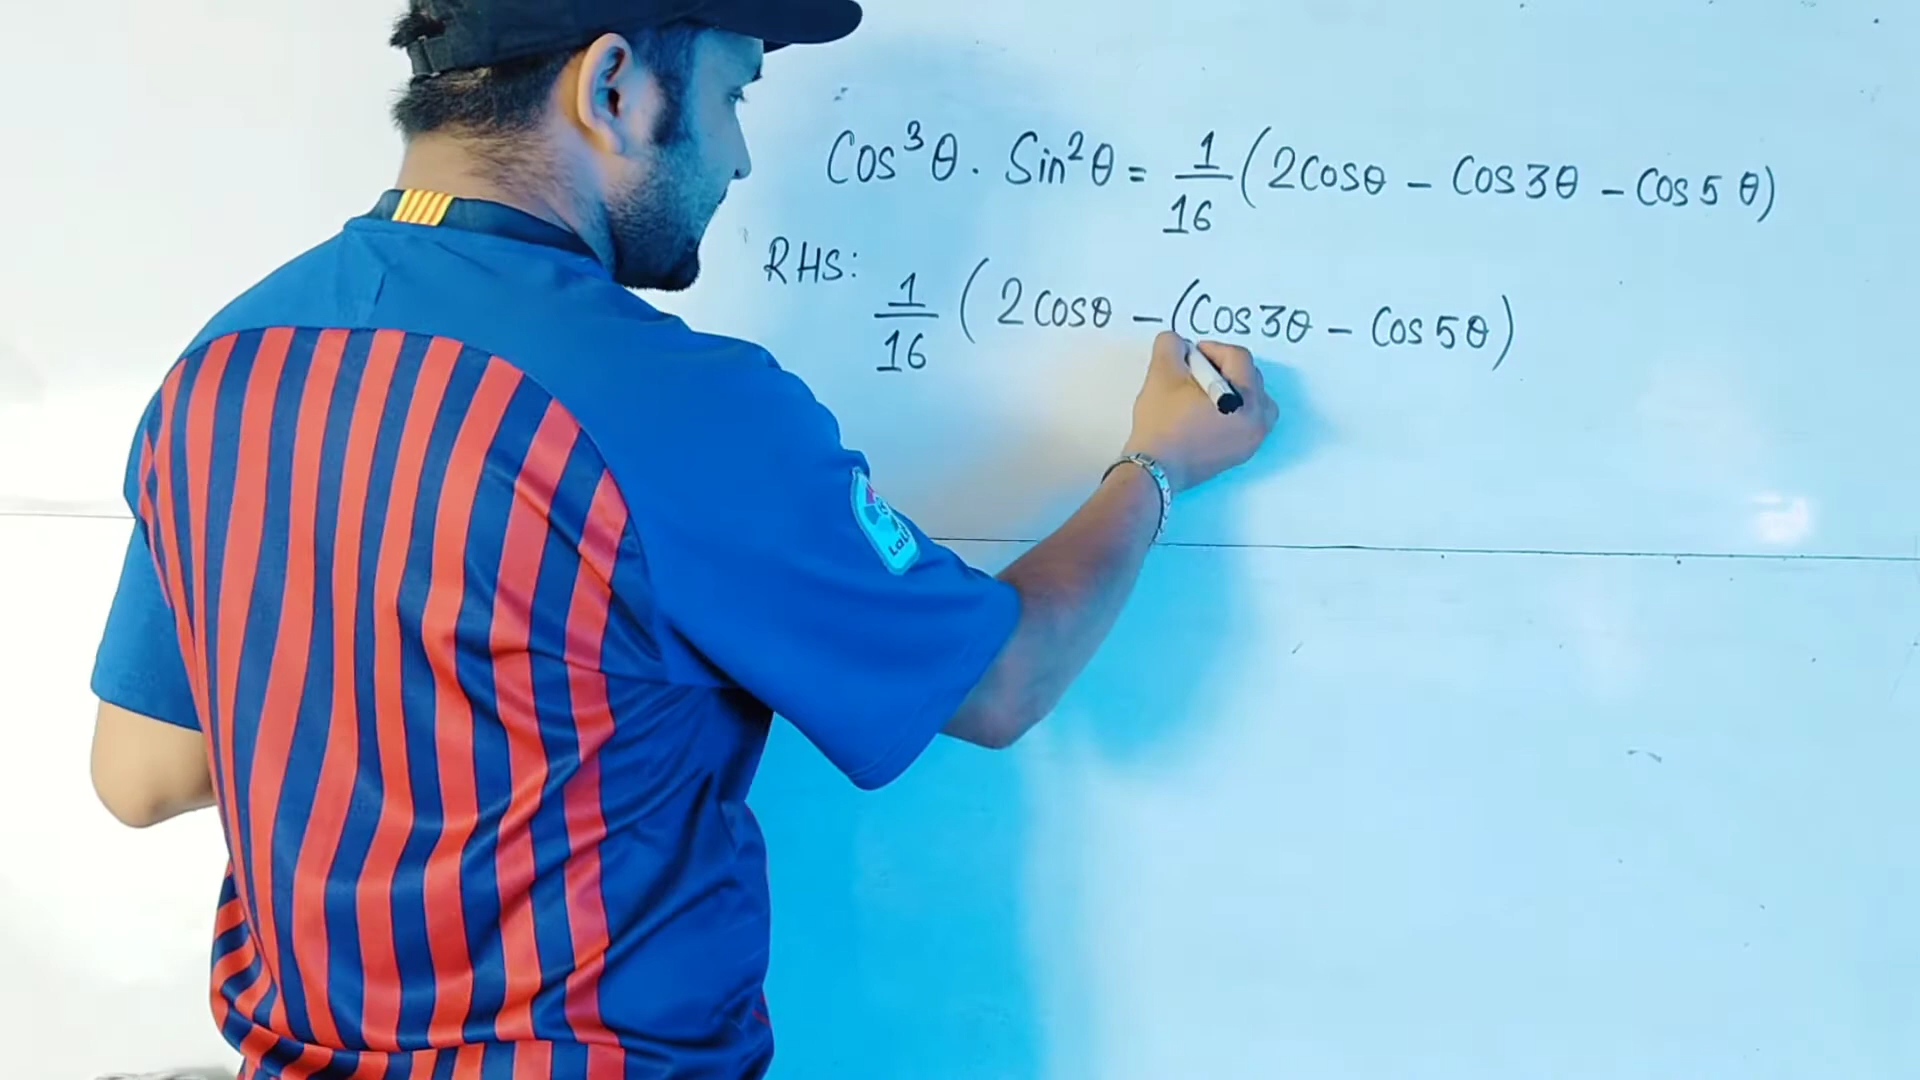 Cos³θ. Sin²θ = 1/16 (2cosθ - Cos3θ - Cos5θ)
RHS:
1/16 (2cosθ - (Cos3θ - Cos5θ)